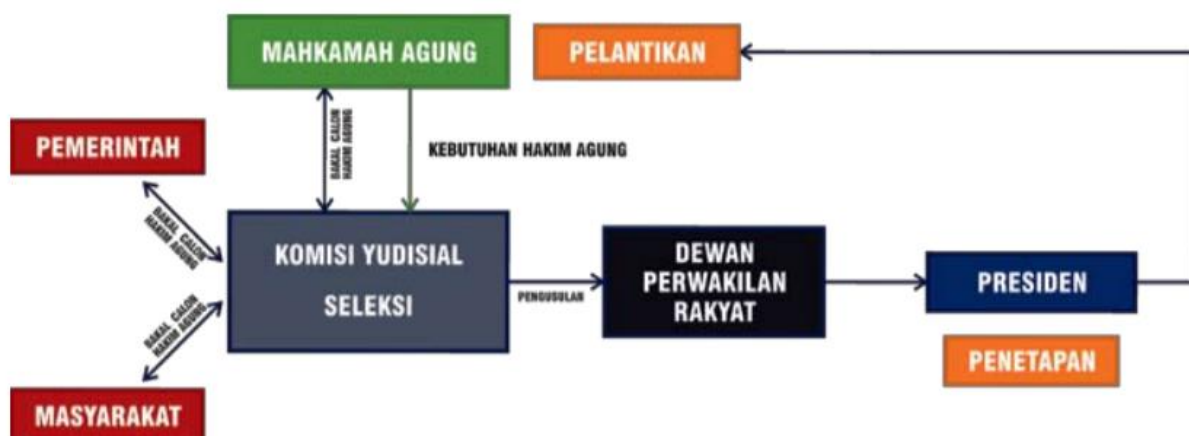 MAHKAMAH AGUNG
PELANTIKAN
PEMERINTAH
BAKAL CALON
HAKIM AGUNG
KEBUTUHAN HAKIM AGUNG
BAKAL CALON
HAKIM AGUNG
KOMISI YUDISIAL
SELEKSI
PENGUSULAN
DEWAN
PERWAKILAN
RAKYAT
PRESIDEN
BAKAL CALON
HAKIM AGUNG
PENETAPAN
MASYARAKAT